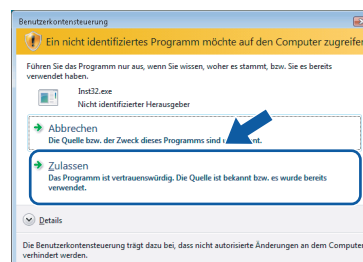 Benutzerkontensteuerung
Ein nicht identifiziertes Programm möchte auf den Computer zugreifen
Führen Sie das Programm nur aus, wenn Sie wissen, woher es stammt, bzw. Sie es bereits
verwendet haben.
Inst32.exe
Nicht identifizierter Herausgeber
Abbrechen
Die Quelle bzw. der Zweck dieses Programms sind nt.
Zulassen
Das Programm ist vertrauenswürdig. Die Quelle ist bekannt bzw. es wurde bereits
verwendet.
Details
Die Benutzerkontensteuerung trägt dazu bei, dass nicht autorisierte Änderungen an dem Computer
verhindert werden.